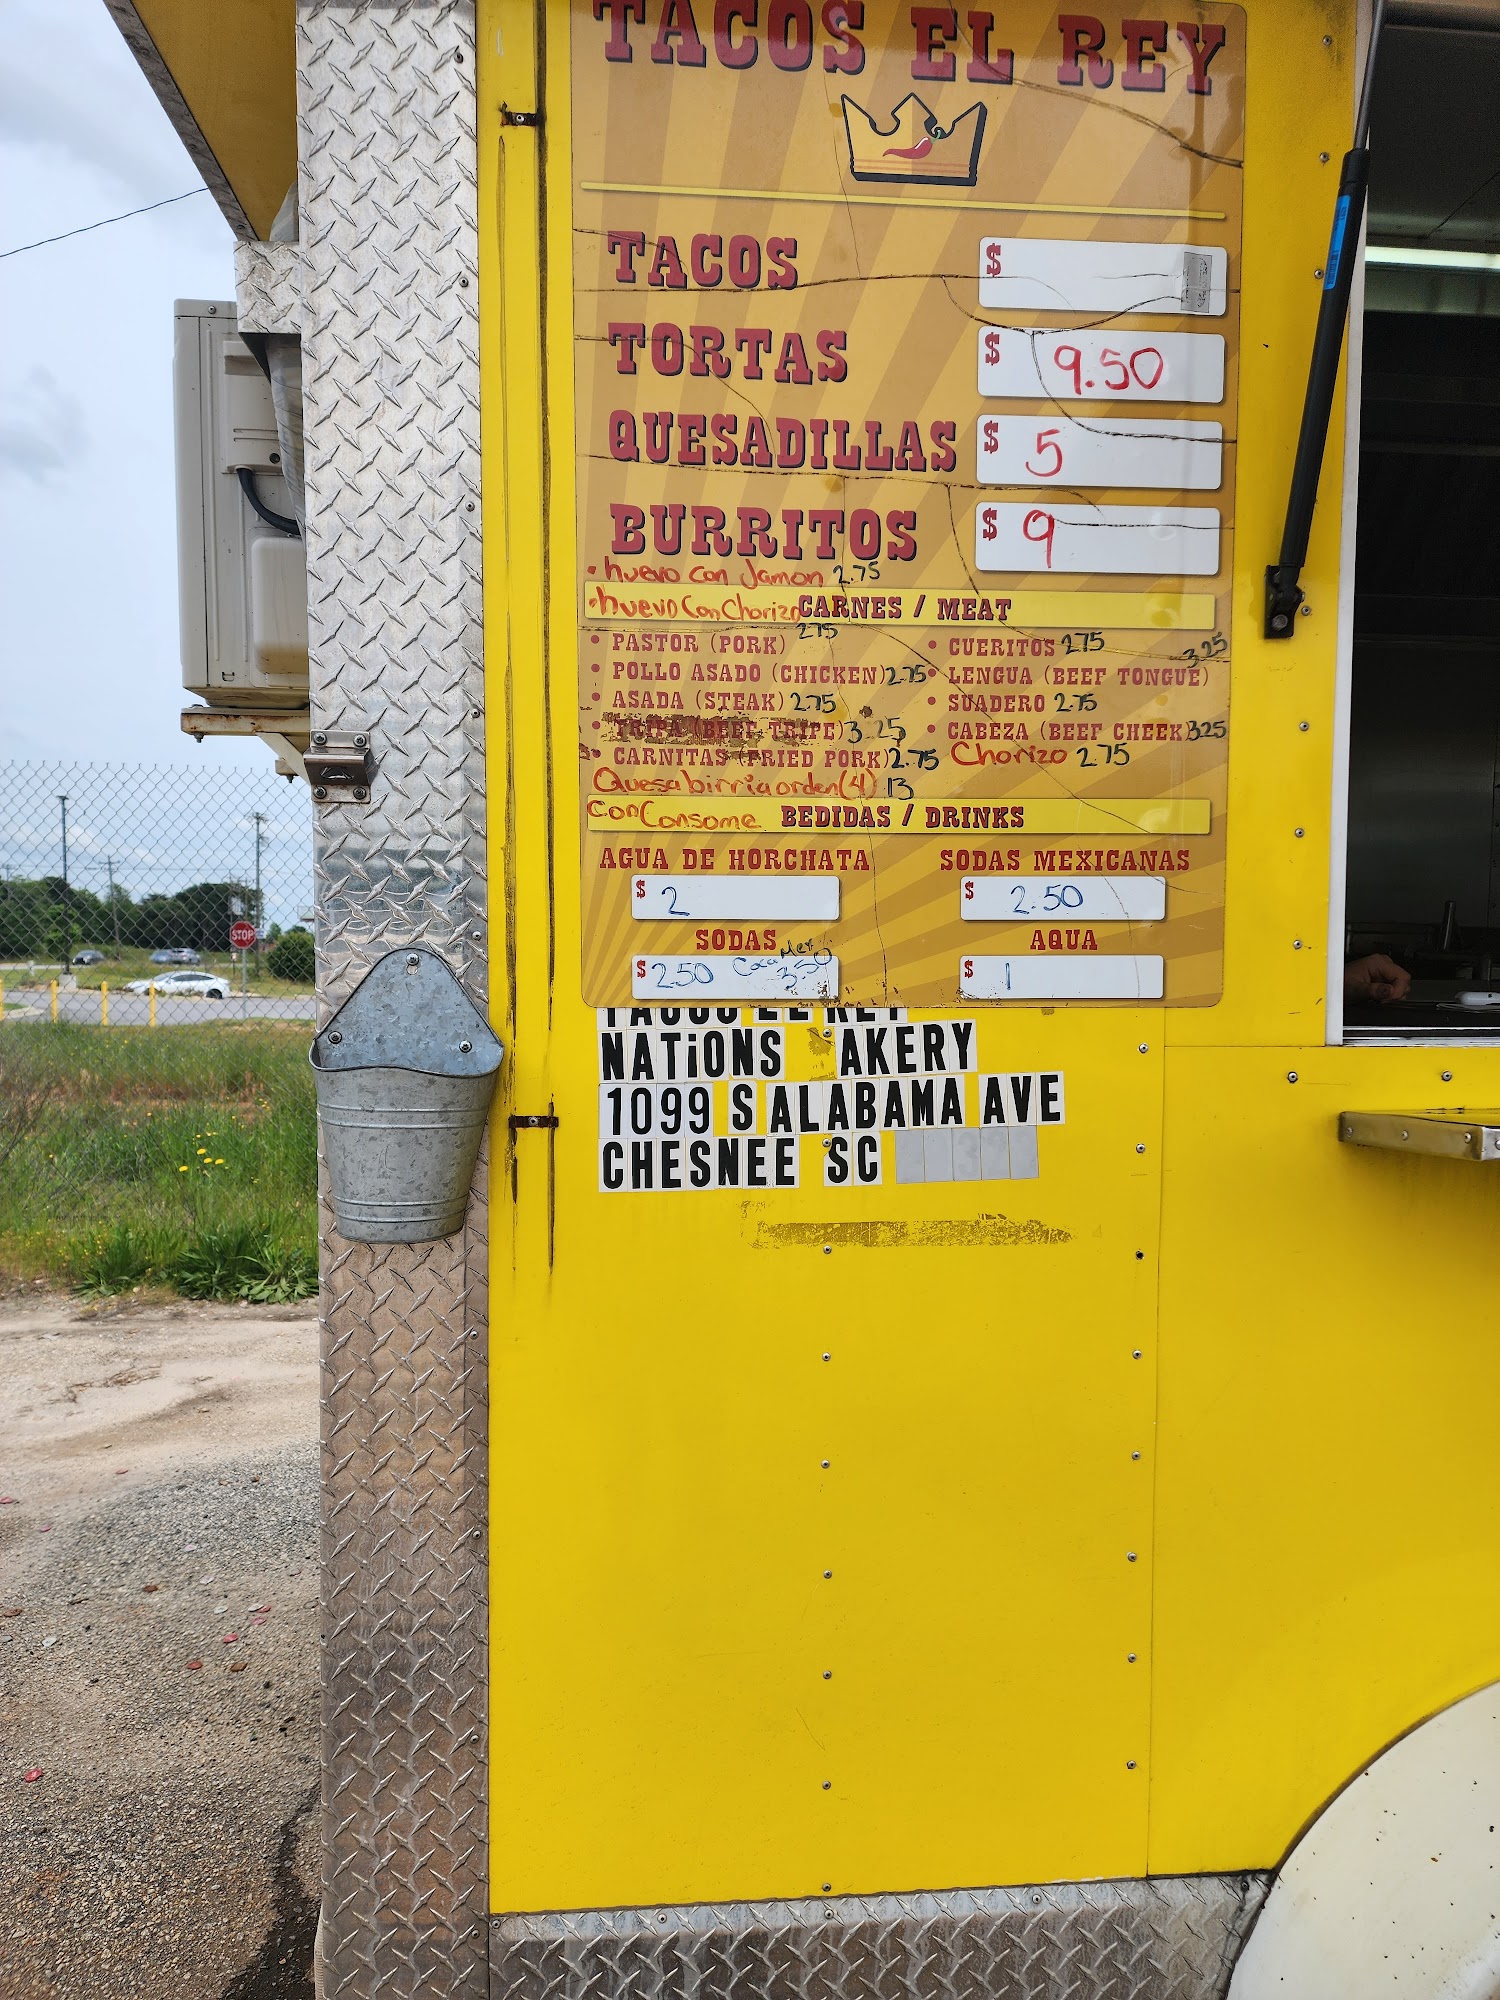 TACOS EL REY
TACOS $
TORTAS $ 9.50
QUESADILLAS $ 5
BURRITOS $ 9
• huevo con Jamon 2.75
• huevo Con Chorizo 2.75
CARNES / MEAT
• PASTOR (PORK)
• POLLO ASADO (CHICKEN) 2.75
• ASADA (STEAK) 2.75
• TRIPA (BEEF TRIPE) 3.25
• CARNITAS (FRIED PORK) 2.75
• CUERITOS 2.75
• LENGUA (BEEF TONGUE) 3.25
• SUADERO 2.75
• CABEZA (BEEF CHEEK) 3.25
Chorizo 2.75
Quesabirria orden (4) 13
con Consome
BEDIDAS / DRINKS
AGUA DE HORCHATA
$ 2
SODAS MEXICANAS
$ 2.50
SODAS
$ 2.50 Coca Mex 3.50
AQUA
$ 1
TACOS EL REY
NATiONS AKERY
1099 S ALABAMA AVE
CHESNEE SC
STOP